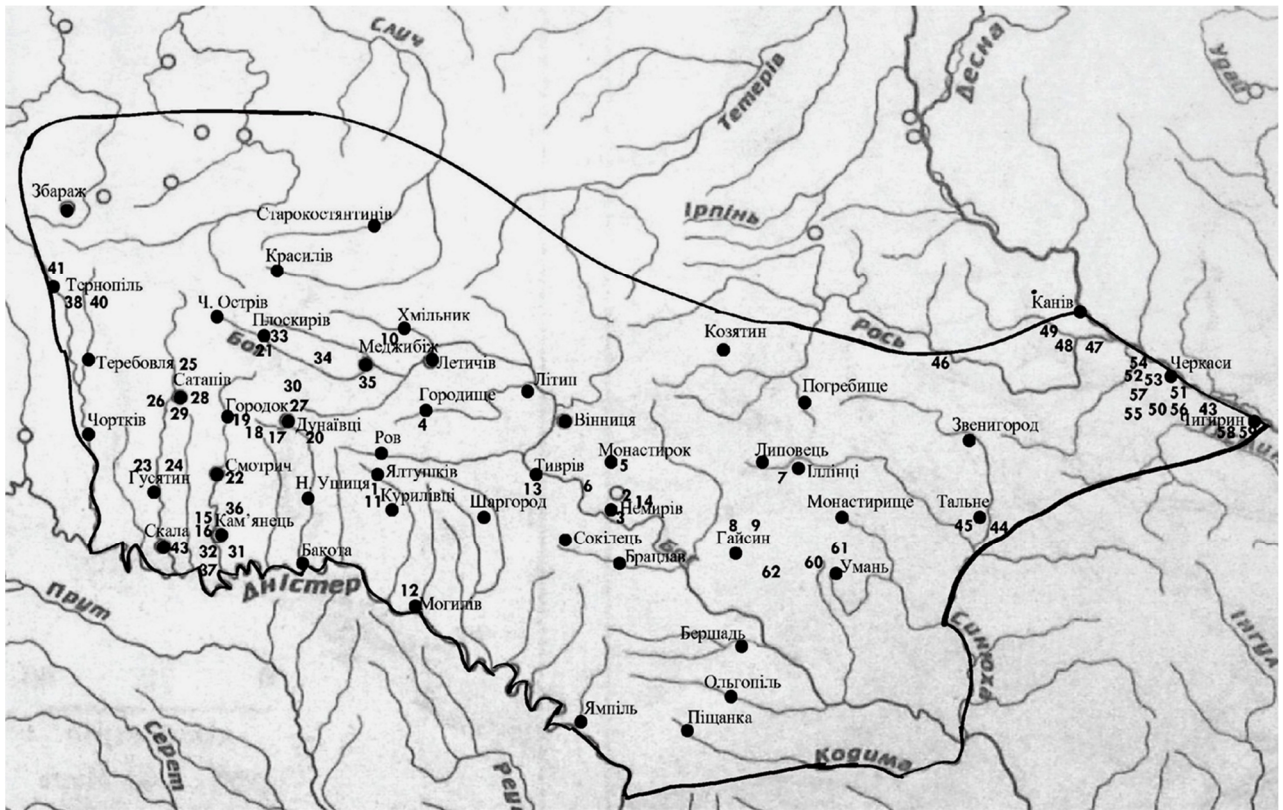 Случ
Десна
Удай
Тетерів
Збараж
Старокостянтинів
Ірпінь
Красилів
41
Тернопіль
38 40
Ч. Острів
Плоскирів
33
Бог
21
34
Хмільник
10
Меджибіж
35
Летичів
Козятин
Рось
46
Канів
49
48 47
Теребовля 25
Сатанів
26 28
29
30
27
Городок
19
18 17
Дунаївці
20
Городище
4
Літин
Вінниця
Погребище
54
Черкаси
52 53
57
51
55 50 56 43
Чигирин
58 59
Чортків
23 24
Гусятин
Смотрич
22
Ров
Ялтушків
1
11
Курилівці
Н. Ушиця
Шаргород
Тиврів
13
6
Монастирок
5
2 14
Немирів
3
Липовець
7
Іллінці
Звенигород
Монастирище
Тальне
45 44
36
15
Кам’янець
16
Скала
43
32 31
37
Бакота
Сокілець
Брацлав
Бог
8 9
Гайсин
62
61
60
Умань
Дністер
Прут
12
Могилів
Синюха
Інгул
Бершадь
Ольгопіль
Ямпіль
Піщанка
Кодима
Серет